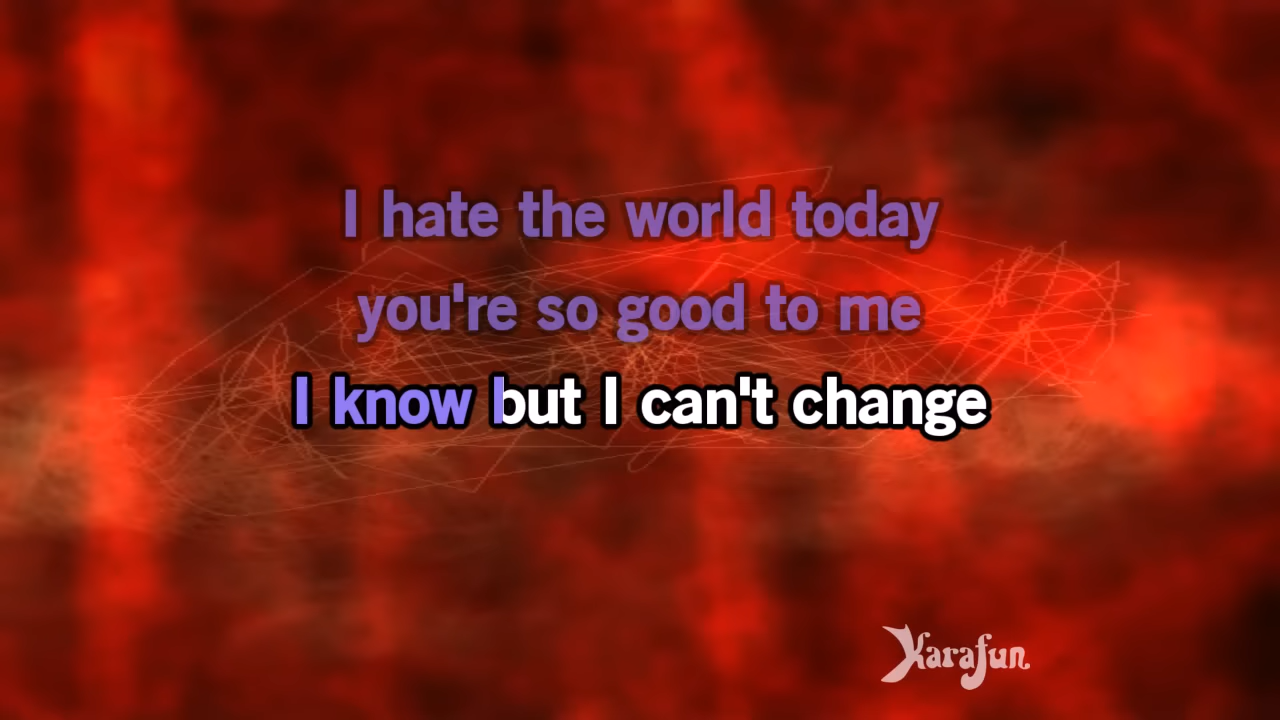 I hate the world today
you're so good to me
I know but I can't change
Karafun